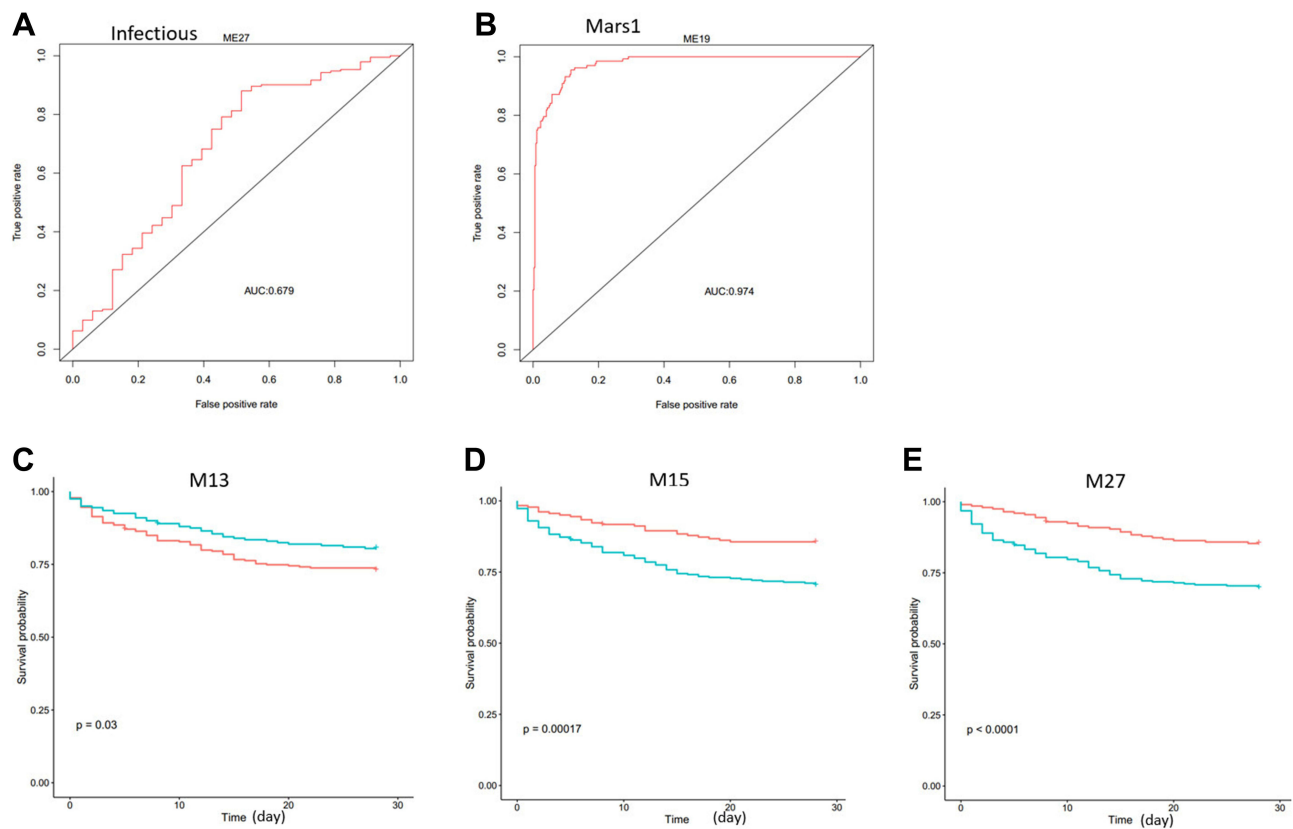 A
Infectious
ME27
True positive rate
1.0
0.8
0.6
0.4
0.2
0.0
AUC:0.679
0.0 0.2 0.4 0.6 0.8 1.0
False positive rate
B
Mars1
ME19
True positive rate
1.0
0.8
0.6
0.4
0.2
0.0
AUC:0.974
0.0 0.2 0.4 0.6 0.8 1.0
False positive rate
C
M13
Survival probability
1.00
0.75
0.50
0.25
0.00
p = 0.03
0 10 20 30
Time (day)
D
M15
Survival probability
1.00
0.75
0.50
0.25
0.00
p = 0.00017
0 10 20 30
Time (day)
E
M27
Survival probability
1.00
0.75
0.50
0.25
0.00
p < 0.0001
0 10 20 30
Time (day)